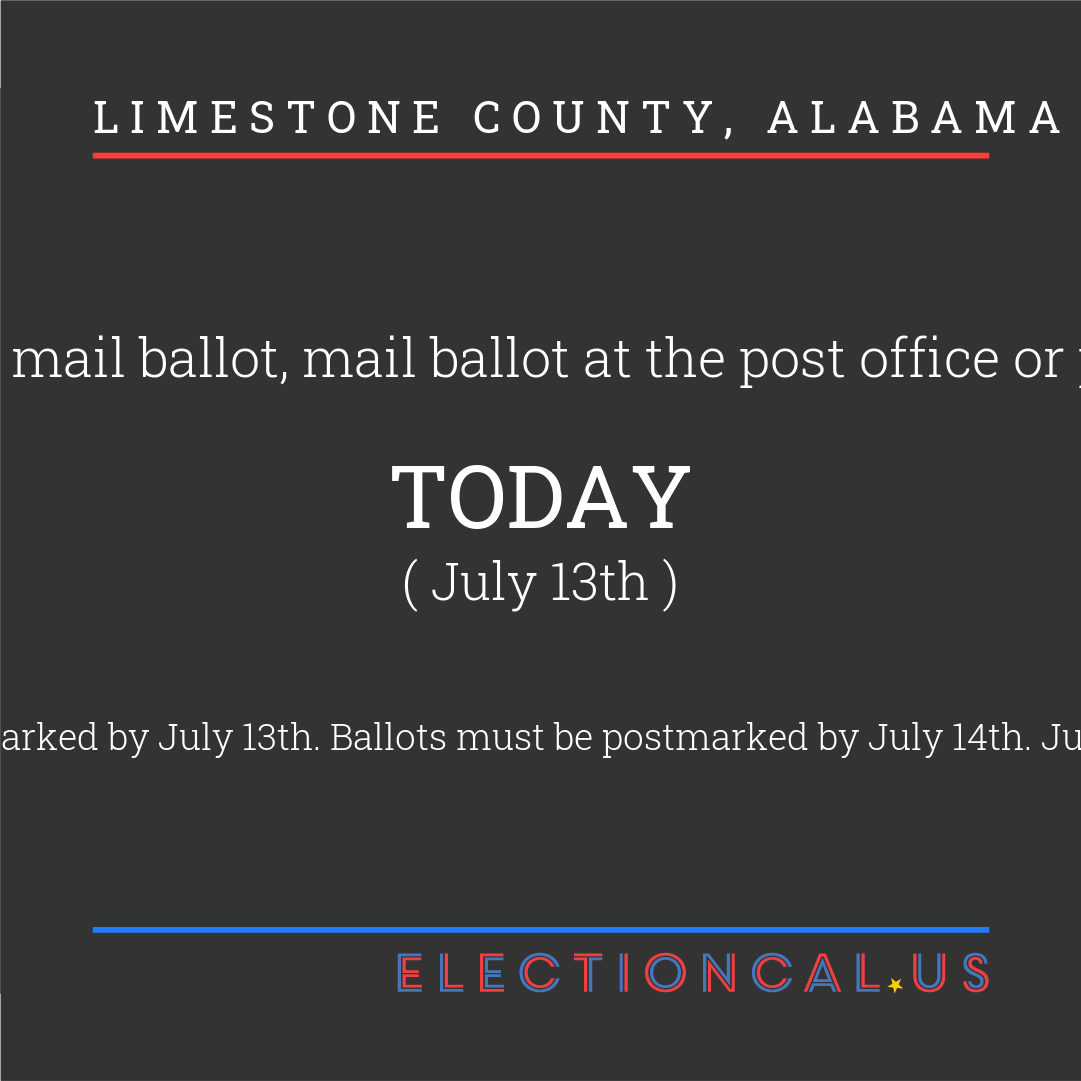 LIMESTONE COUNTY, ALABAMA
mail ballot, mail ballot at the post office or
TODAY
( July 13th )
arked by July 13th. Ballots must be postmarked by July 14th. Ju
ELECTIONCAL.US